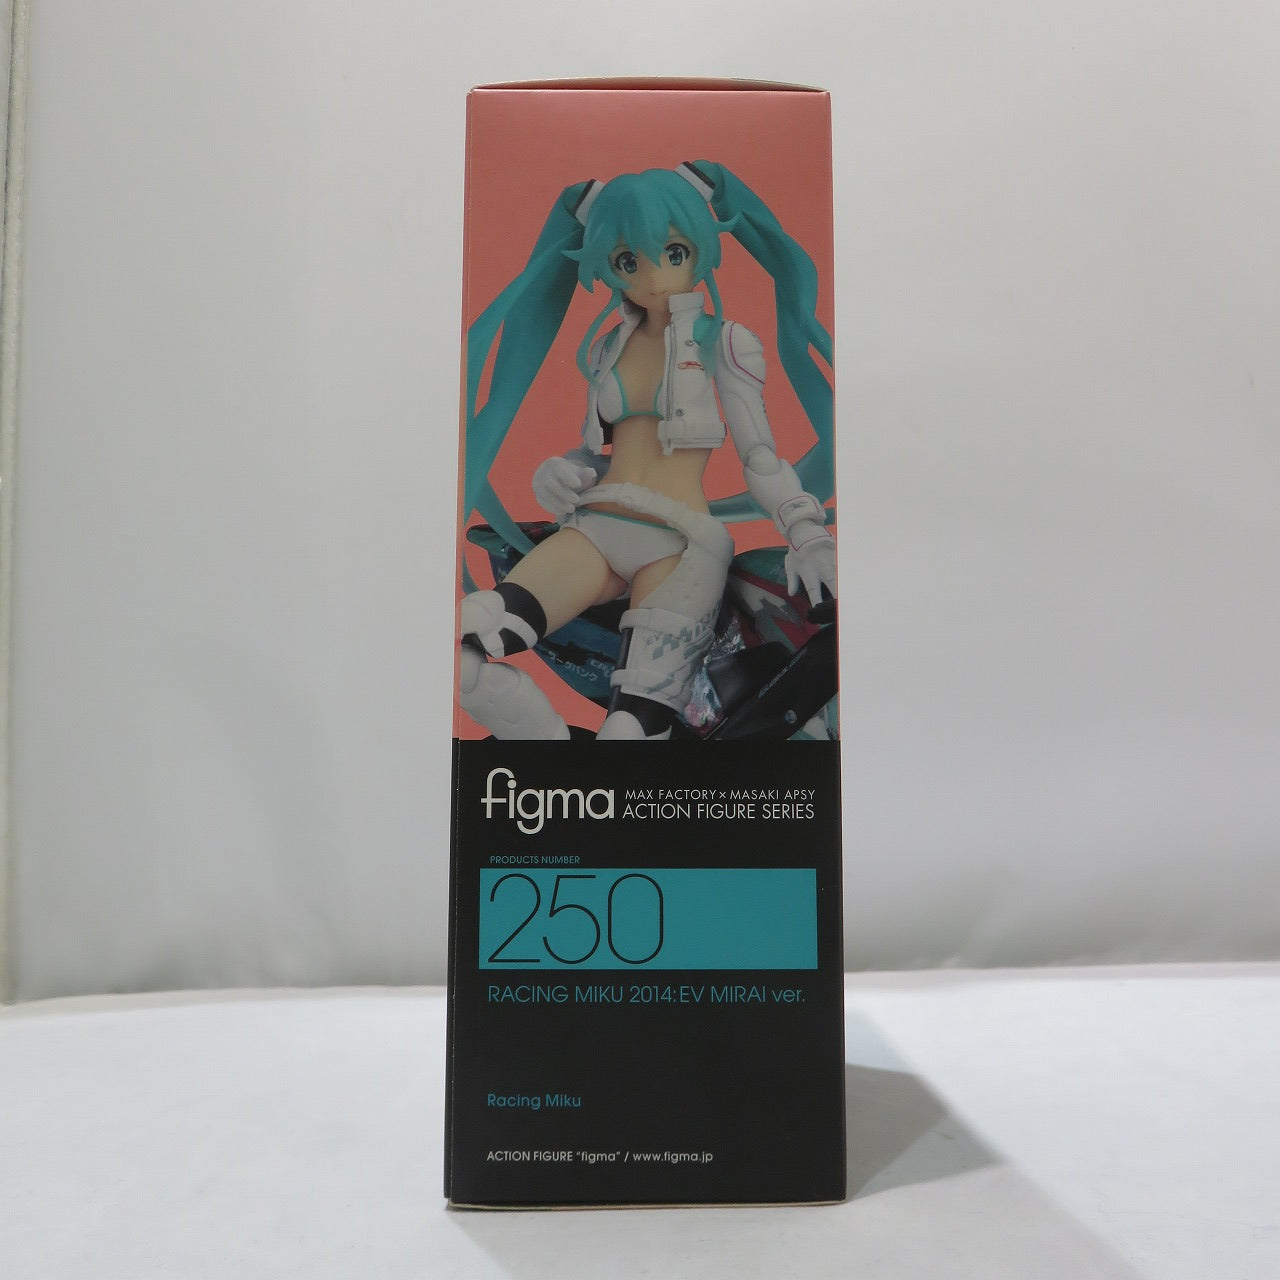 figma
MAX FACTORY × MASAKI APSY
ACTION FIGURE SERIES
PRODUCTS NUMBER
250
RACING MIKU 2014: EV MIRAI ver.
Racing Miku
ACTION FIGURE "figma" / www.figma.jp